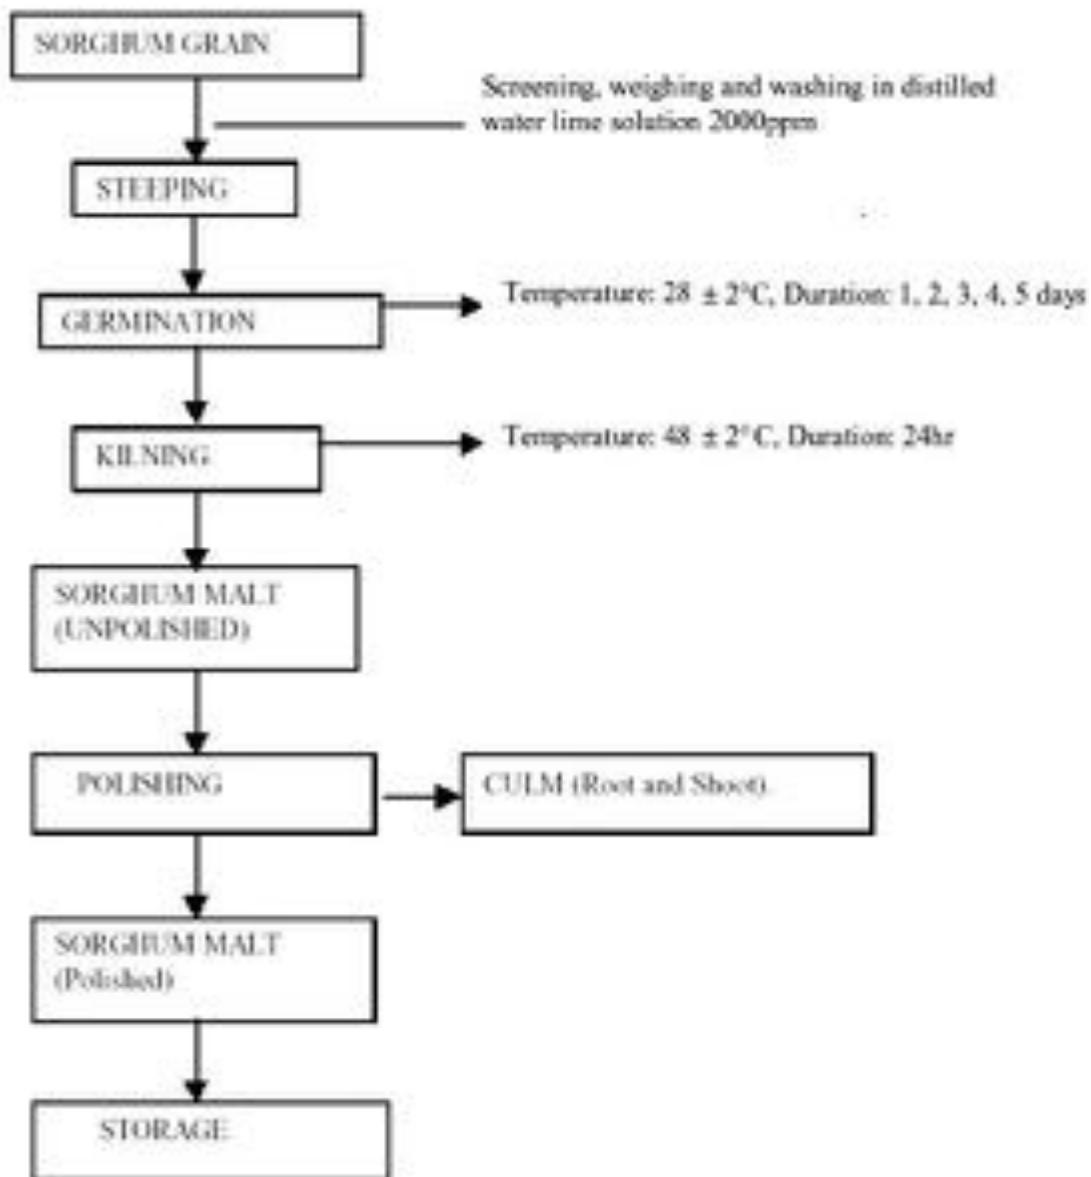 SORGHUM GRAIN
Screening, weighing and washing in distilled
water lime solution 2000ppm
STEEPING
Temperature: 28 ± 2°C, Duration: 1, 2, 3, 4, 5 days
GERMINATION
Temperature: 48 ± 2°C, Duration: 24hr
KILNING
SORGHUM MALT
(UNPOLISHED)
POLISHING
CULM (Root and Shoot).
SORGHUM MALT
(Polished)
STORAGE